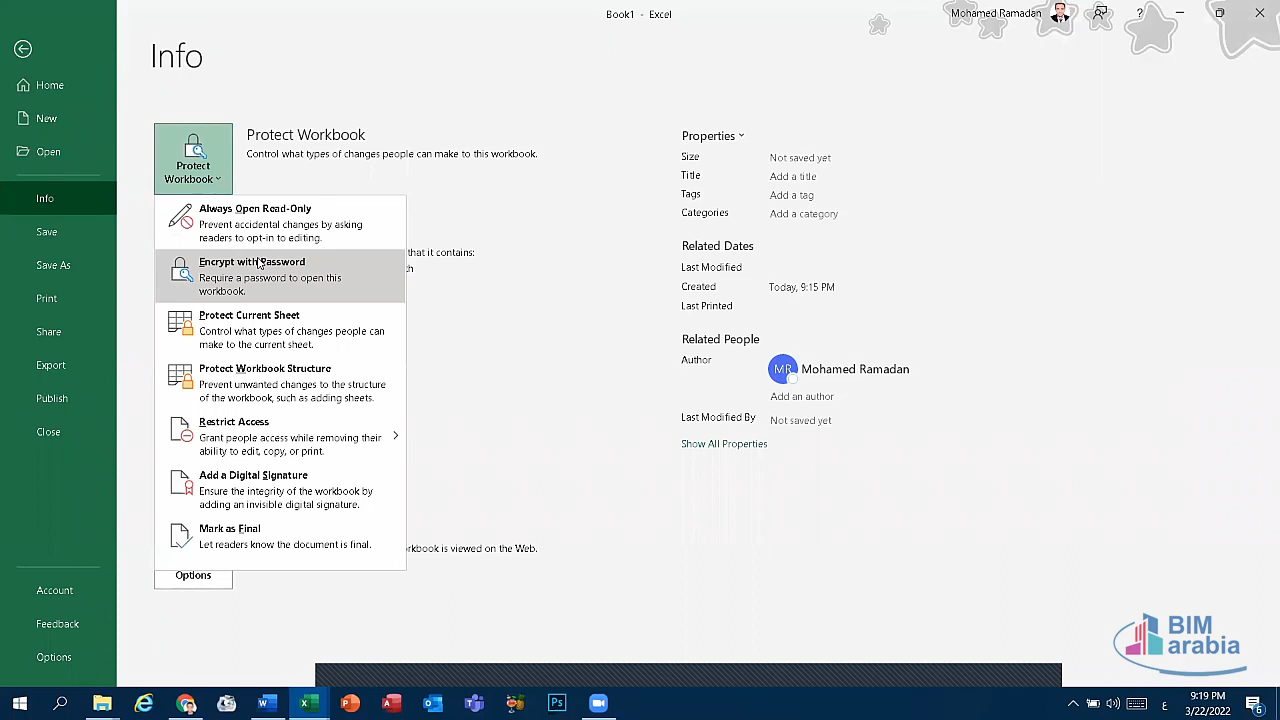 Book1 - Excel
Mohamed Ramadan
?
Info
Home
New
Open
Info
Save
Save As
Print
Share
Export
Publish
Close
Account
Feedback
Options
Protect
Workbook
Protect Workbook
Control what types of changes people can make to this workbook.
Always Open Read-Only
Prevent accidental changes by asking
readers to opt-in to editing.
Encrypt with Password
Require a password to open this
workbook.
Protect Current Sheet
Control what types of changes people can
make to the current sheet.
Protect Workbook Structure
Prevent unwanted changes to the structure
of the workbook, such as adding sheets.
Restrict Access
Grant people access while removing their
ability to edit, copy, or print.
Add a Digital Signature
Ensure the integrity of the workbook by
adding an invisible digital signature.
Mark as Final
Let readers know the document is final.
that it contains:
th
orkbook is viewed on the Web.
Options
Properties
Size Not saved yet
Title Add a title
Tags Add a tag
Categories Add a category
Related Dates
Last Modified
Created Today, 9:15 PM
Last Printed
Related People
Author
MR Mohamed Ramadan
Add an author
Last Modified By Not saved yet
Show All Properties
BIM
arabia
Ps
ع
9:19 PM
3/22/2022
6